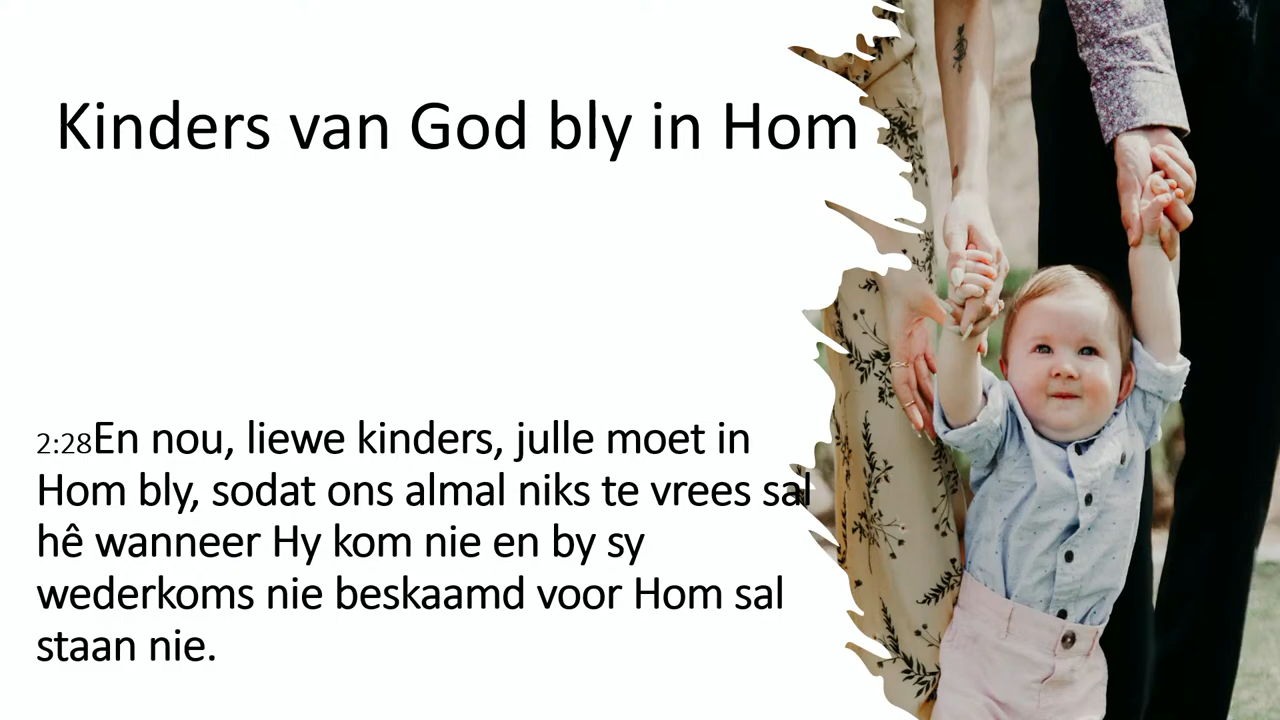 Kinders van God bly in Hom
2:28En nou, liewe kinders, julle moet in
Hom bly, sodat ons almal niks te vrees sal
hê wanneer Hy kom nie en by sy
wederkoms nie beskaamd voor Hom sal
staan nie.